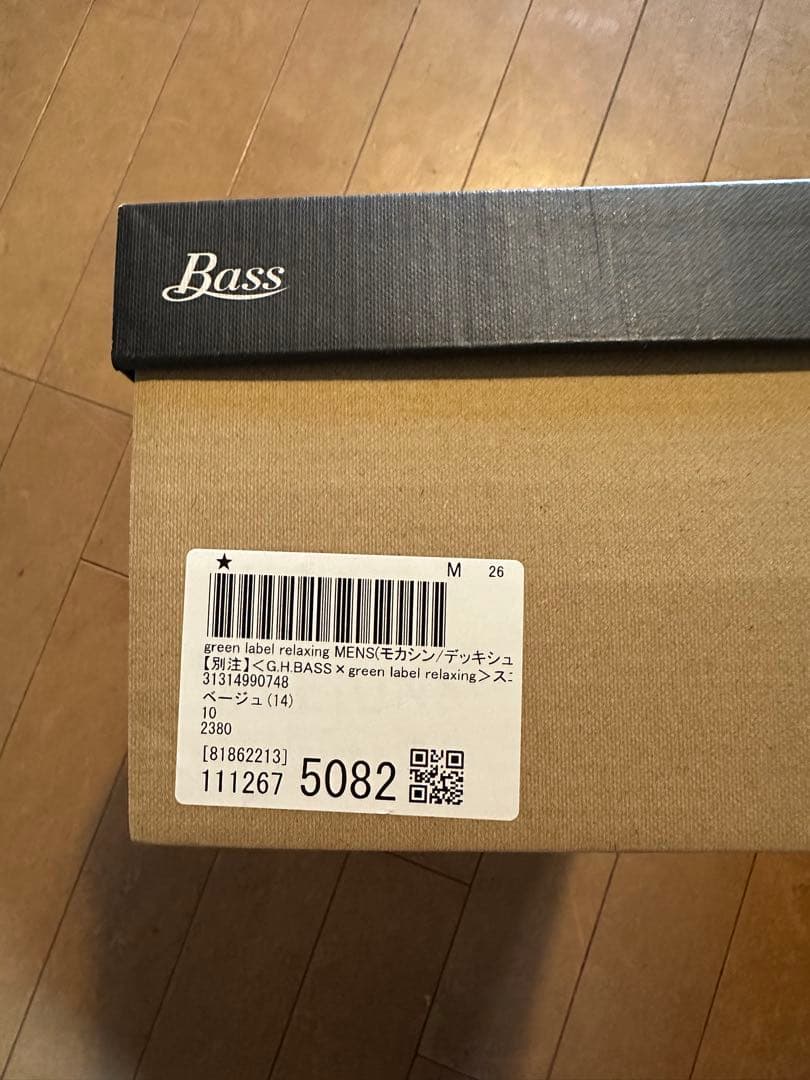 Bass
★ M 26
green label relaxing MENS(モカシン/デッキシュ
【別注】<G.H.BASS×green label relaxing>スニ
31314990748
ベージュ(14)
10
2380
[81862213]
111267 5082